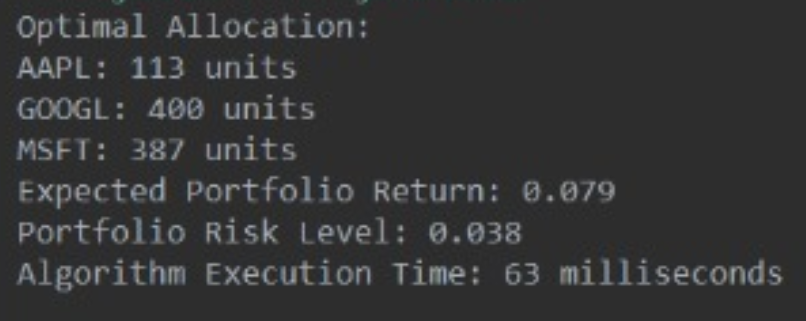 Optimal Allocation:
AAPL: 113 units
GOOGL: 400 units
MSFT: 387 units
Expected Portfolio Return: 0.079
Portfolio Risk Level: 0.038
Algorithm Execution Time: 63 milliseconds